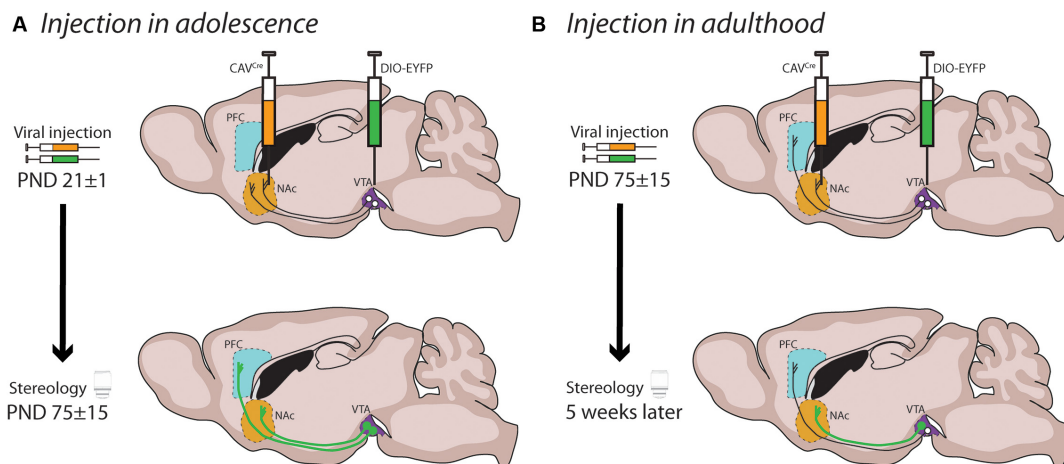 A Injection in adolescence
CAVCre
DIO-EYFP
PFC
Viral injection
PND 21±1
NAc
VTA
PFC
Stereology
PND 75±15
NAc
VTA
B Injection in adulthood
CAVCre
DIO-EYFP
PFC
Viral injection
PND 75±15
NAc
VTA
PFC
Stereology
5 weeks later
NAc
VTA